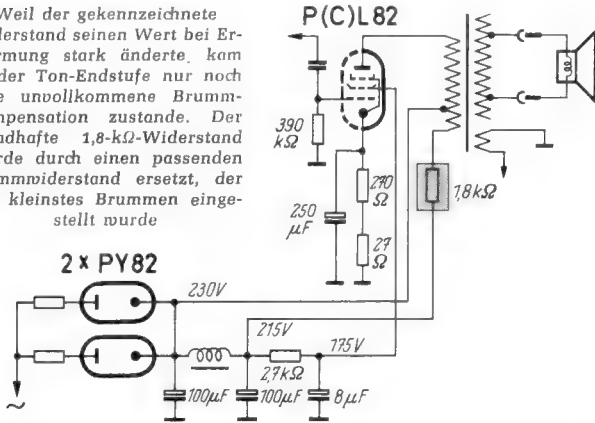 Weil der gekennzeichnete
derstand seinen Wert bei Er-
rmung stark änderte, kam
der Ton-Endstufe nur noch
e unvollkommene Brumm-
mpensation zustande. Der
adhafte 1,8-kΩ-Widerstand
rde durch einen passenden
mmwiderstand ersetzt, der
kleinstes Brummen einge-
stellt wurde
P(C)L82
390
kΩ
250
µF
270
Ω
27
Ω
1,8kΩ
2 x PY82
230V
215V
175V
2,7kΩ
100µF
100µF
8µF
~